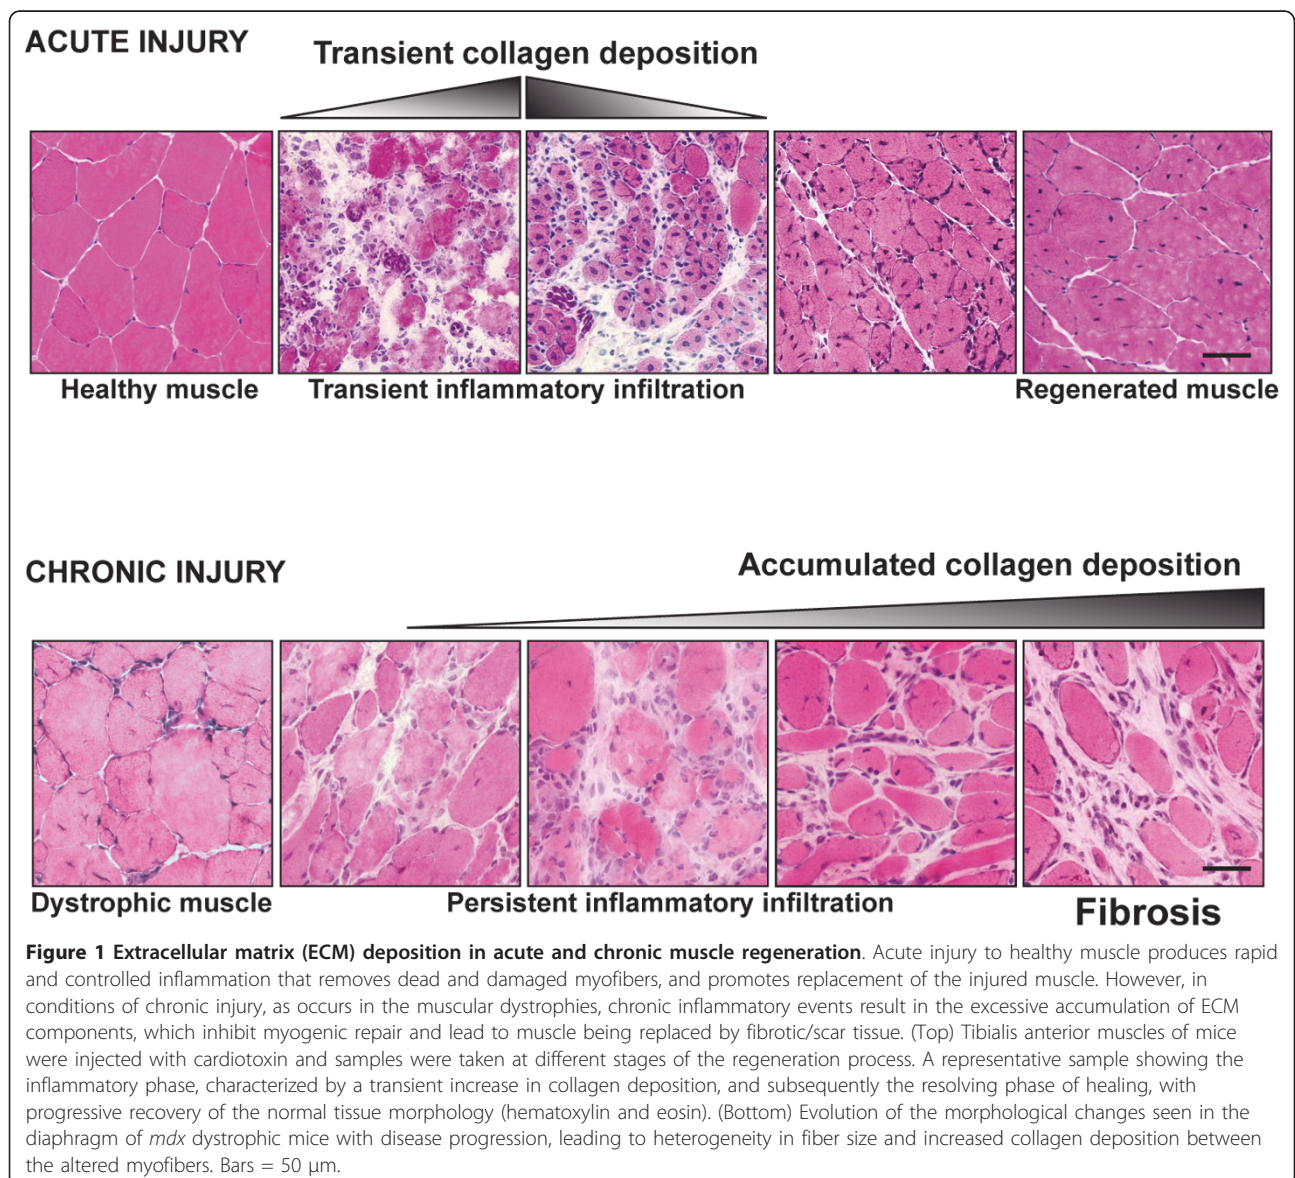 ACUTE INJURY
Transient collagen deposition
Healthy muscle
Transient inflammatory infiltration
Regenerated muscle
CHRONIC INJURY
Accumulated collagen deposition
Dystrophic muscle
Persistent inflammatory infiltration
Fibrosis
Figure 1 Extracellular matrix (ECM) deposition in acute and chronic muscle regeneration. Acute injury to healthy muscle produces rapid
and controlled inflammation that removes dead and damaged myofibers, and promotes replacement of the injured muscle. However, in
conditions of chronic injury, as occurs in the muscular dystrophies, chronic inflammatory events result in the excessive accumulation of ECM
components, which inhibit myogenic repair and lead to muscle being replaced by fibrotic/scar tissue. (Top) Tibialis anterior muscles of mice
were injected with cardiotoxin and samples were taken at different stages of the regeneration process. A representative sample showing the
inflammatory phase, characterized by a transient increase in collagen deposition, and subsequently the resolving phase of healing, with
progressive recovery of the normal tissue morphology (hematoxylin and eosin). (Bottom) Evolution of the morphological changes seen in the
diaphragm of mdx dystrophic mice with disease progression, leading to heterogeneity in fiber size and increased collagen deposition between
the altered myofibers. Bars = 50 μm.